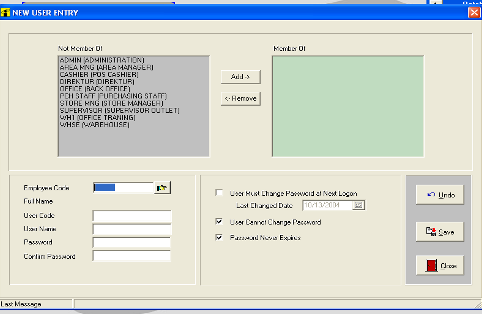 NEW USER ENTRY
Not Member Of
Member Of
ADMIN (ADMINISTRATION)
AREA MNG (AREA MANAGER)
CASHIER (POS CASHIER)
DIREKTUR (DIREKTUR)
OFFICE (BACK OFFICE)
PCH STAFF (PURCHASING STAFF)
STORE MNG (STORE MANAGER)
SUPERVISOR (SUPERVISOR OUTLET)
WH1 (OFFICE TRANING)
WHSE (WAREHOUSE)
Add ->
<- Remove
Employee Code
Full Name
User Code
User Name
Password
Confirm Password
User Must Change Password at Next Logon
Last Changed Date 10/13/2004
User Cannot Change Password
Password Never Expires
Undo
Save
Close
Last Message